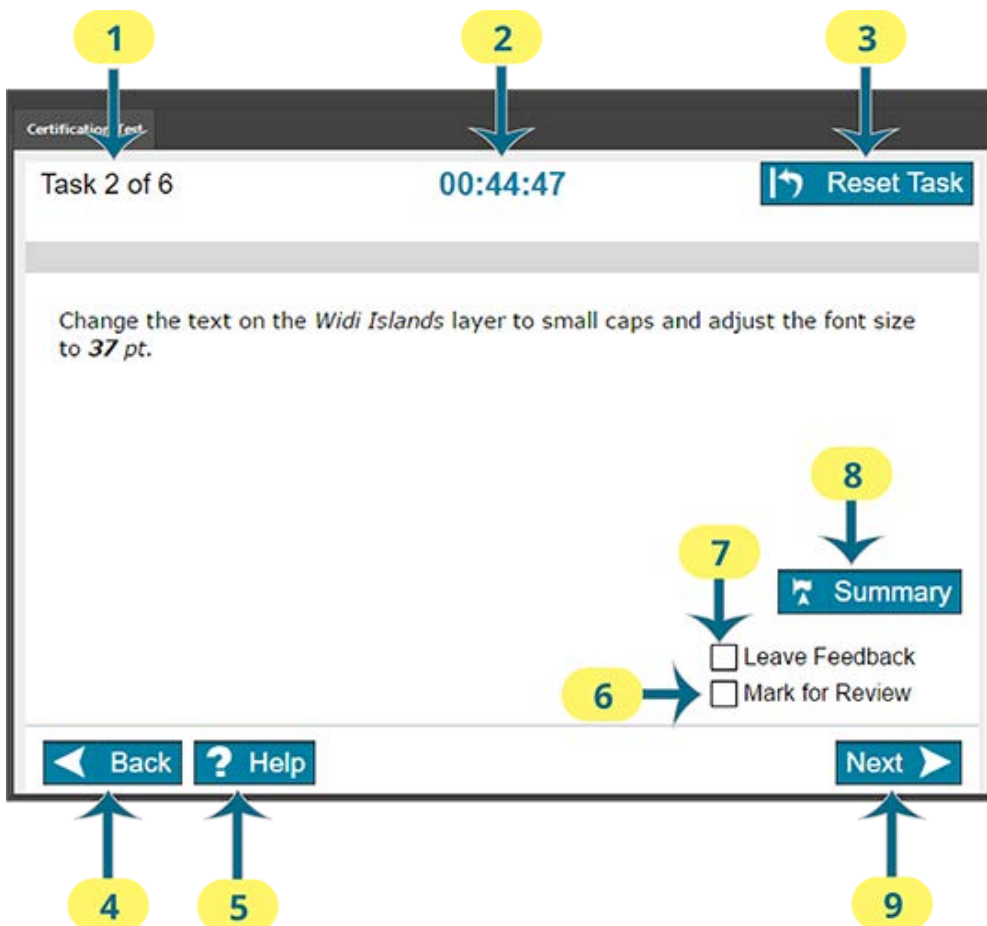 1 2 3
Certification Test
Task 2 of 6 00:44:47 Reset Task
Change the text on the Widi Islands layer to small caps and adjust the font size
to 37 pt.
8
7
Summary
Leave Feedback
6 Mark for Review
Back ? Help Next
4 5 9